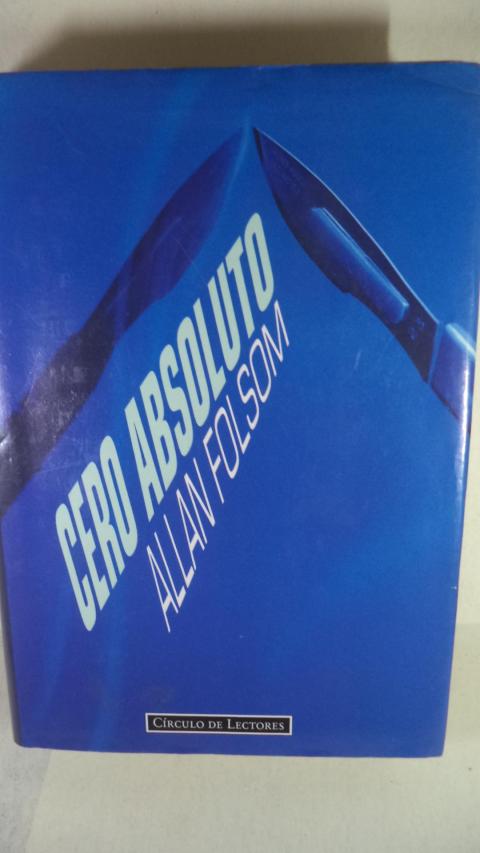 CERO ABSOLUTO
ALLAN FOLSOM
CÍRCULO DE LECTORES